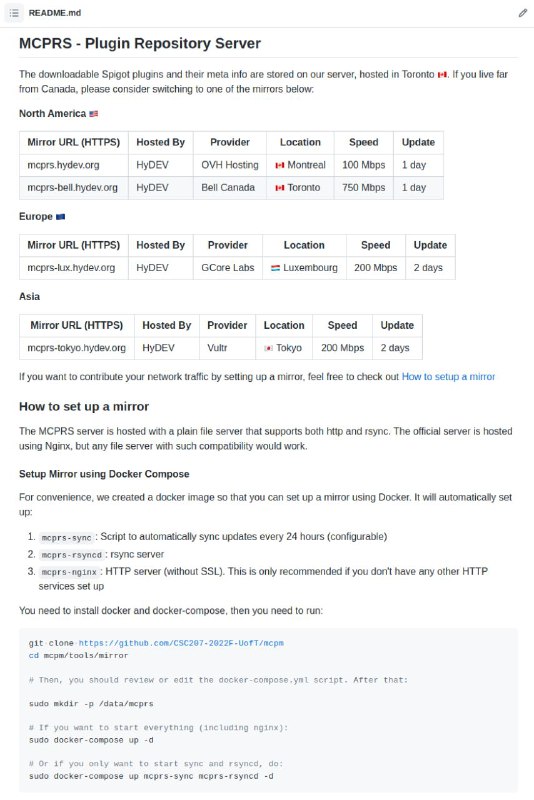 README.md
MCPRS - Plugin Repository Server
The downloadable Spigot plugins and their meta info are stored on our server, hosted in Toronto 🇨🇦. If you live far
from Canada, please consider switching to one of the mirrors below:
North America 🇺🇸
Mirror URL (HTTPS) Hosted By Provider Location Speed Update
mcprs.hydev.org HyDEV OVH Hosting 🇨🇦 Montreal 100 Mbps 1 day
mcprs-bell.hydev.org HyDEV Bell Canada 🇨🇦 Toronto 750 Mbps 1 day
Europe 🇪🇺
Mirror URL (HTTPS) Hosted By Provider Location Speed Update
mcprs-lux.hydev.org HyDEV GCore Labs 🇱🇺 Luxembourg 200 Mbps 2 days
Asia
Mirror URL (HTTPS) Hosted By Provider Location Speed Update
mcprs-tokyo.hydev.org HyDEV Vultr 🇯🇵 Tokyo 200 Mbps 2 days
If you want to contribute your network traffic by setting up a mirror, feel free to check out How to setup a mirror
How to set up a mirror
The MCPRS server is hosted with a plain file server that supports both http and rsync. The official server is hosted
using Nginx, but any file server with such compatibility would work.
Setup Mirror using Docker Compose
For convenience, we created a docker image so that you can set up a mirror using Docker. It will automatically set
up:
1. mcprs-sync : Script to automatically sync updates every 24 hours (configurable)
2. mcprs-rsyncd : rsync server
3. mcprs-nginx : HTTP server (without SSL). This is only recommended if you don't have any other HTTP
services set up
You need to install docker and docker-compose, then you need to run:
git clone https://github.com/CSC207-2022F-UofT/mcpm
cd mcpm/tools/mirror
# Then, you should review or edit the docker-compose.yml script. After that:
sudo mkdir -p /data/mcprs
# If you want to start everything (including nginx):
sudo docker-compose up -d
# Or if you only want to start sync and rsyncd, do:
sudo docker-compose up mcprs-sync mcprs-rsyncd -d